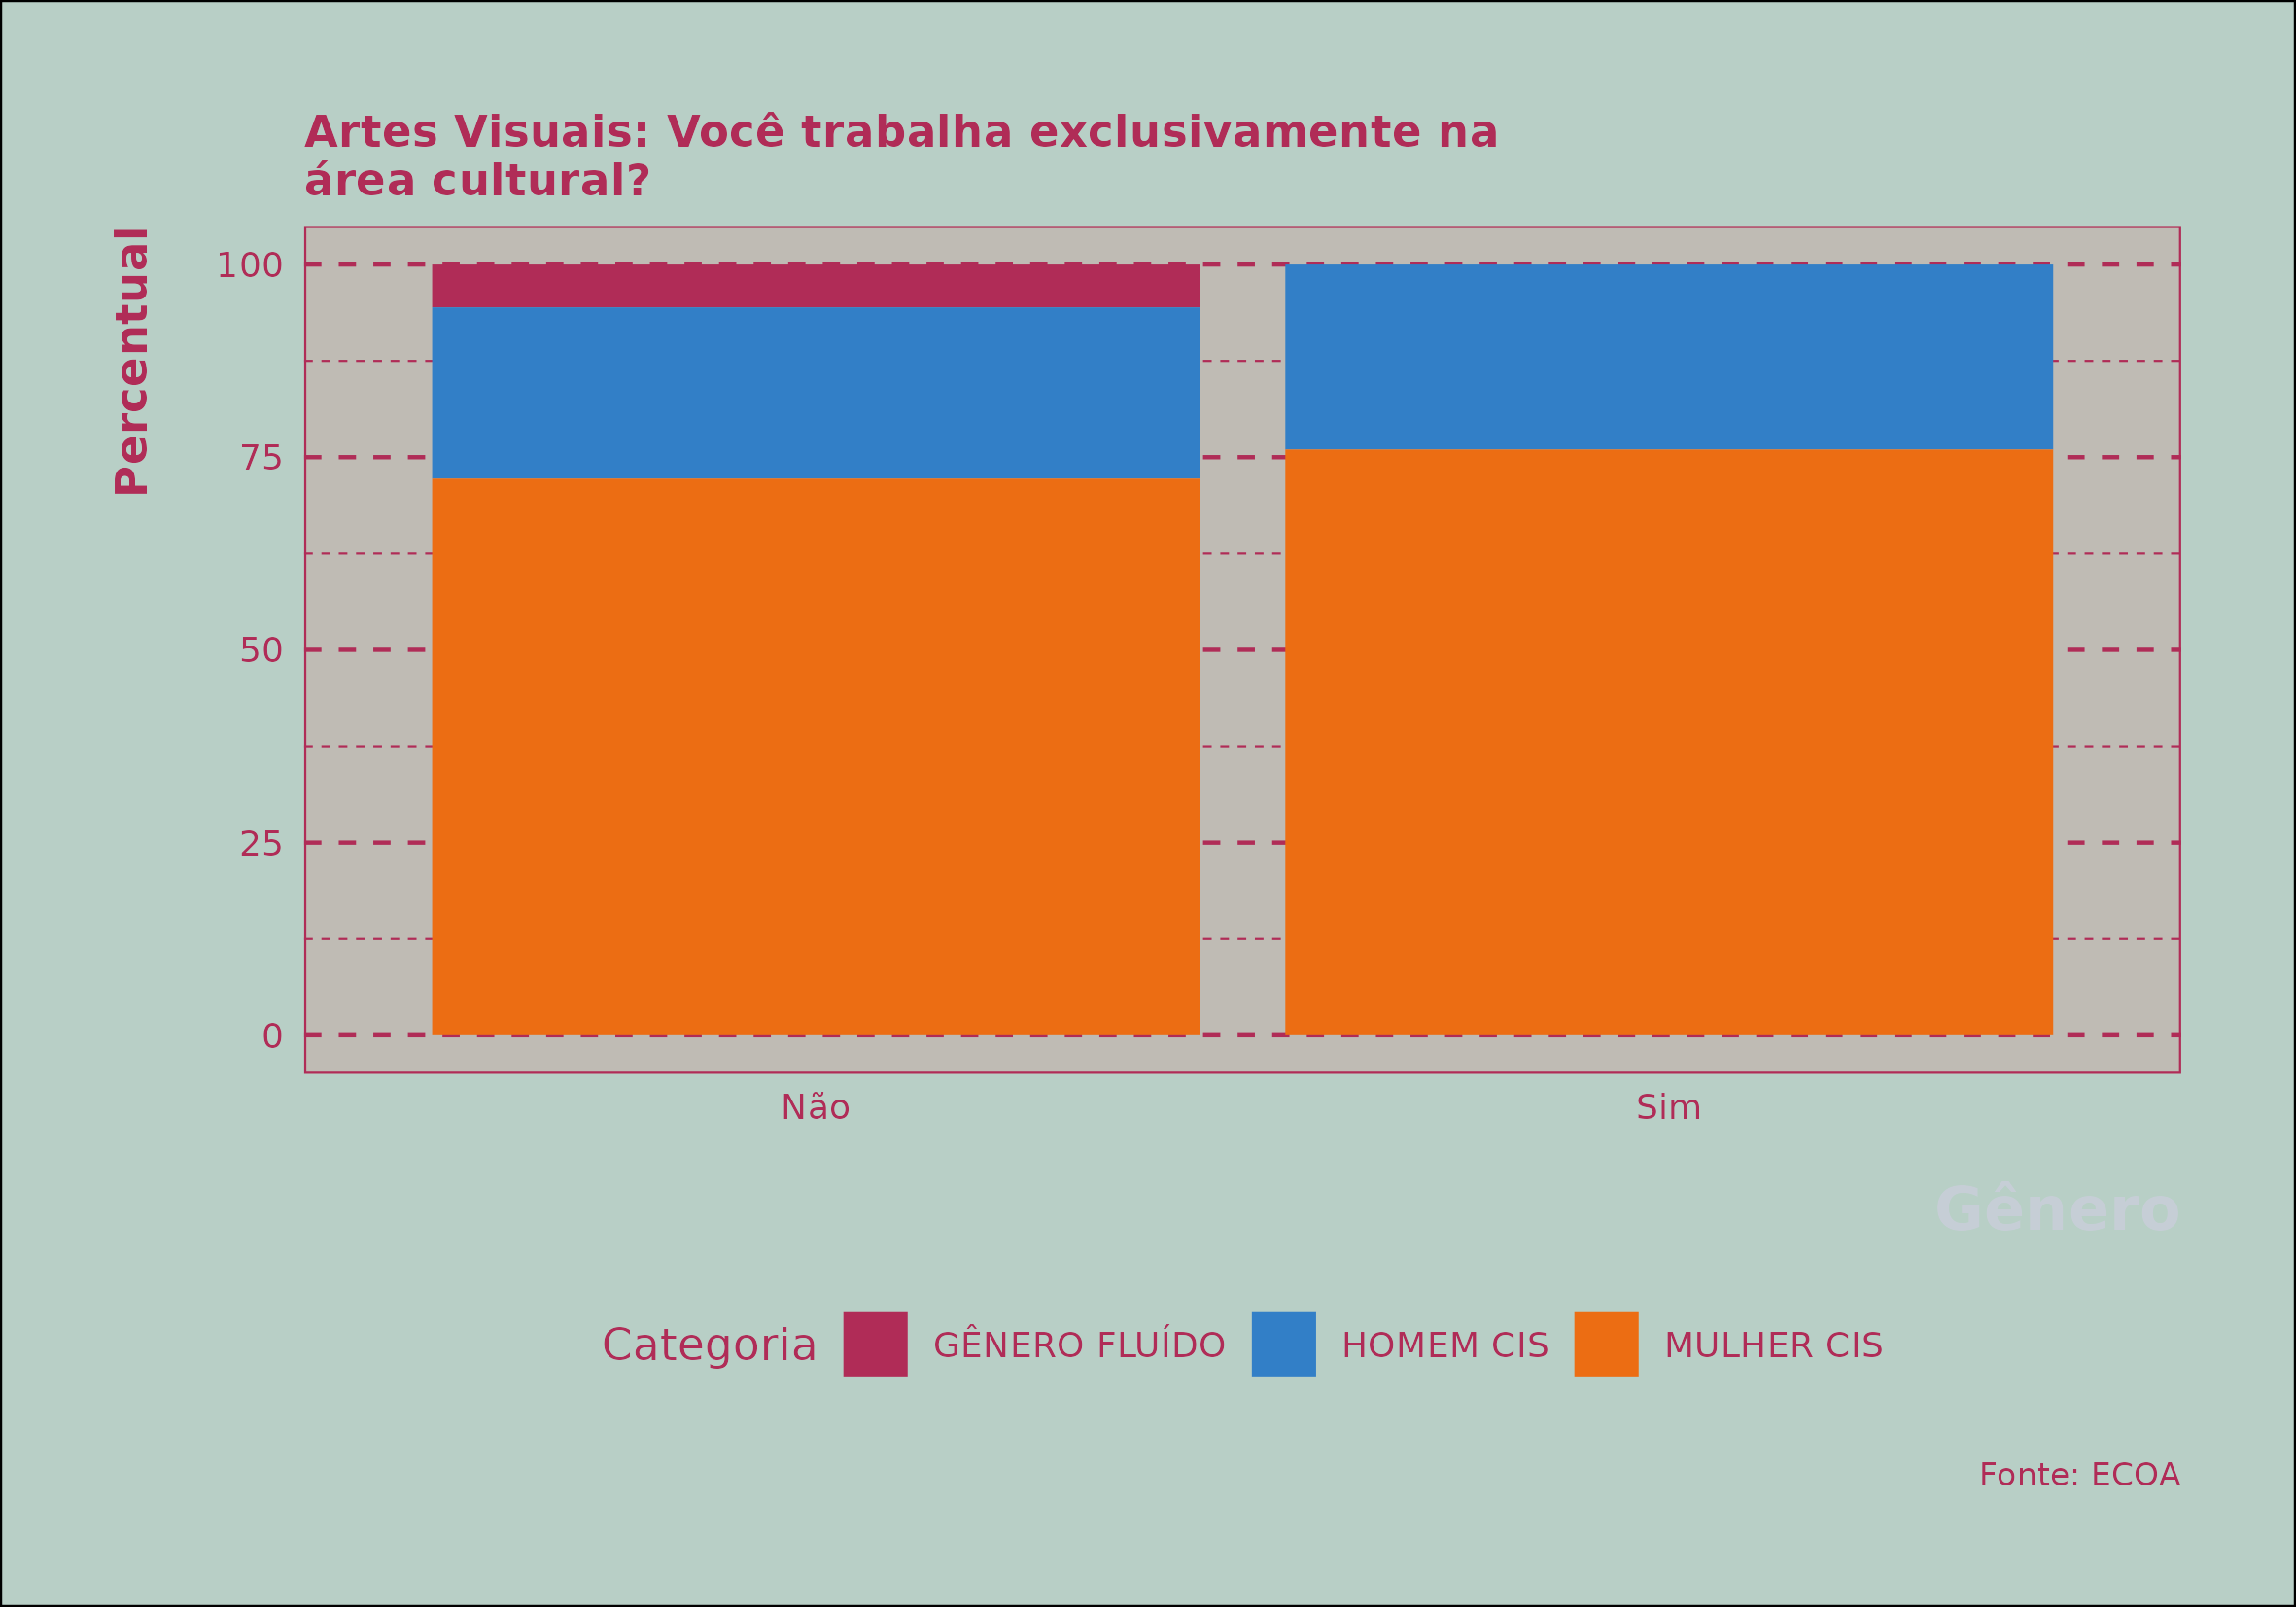 Artes Visuais: Você trabalha exclusivamente na
área cultural?
Percentual
100
75
50
25
0
Não
Sim
Gênero
Categoria
GÊNERO FLUÍDO
HOMEM CIS
MULHER CIS
Fonte: ECOA